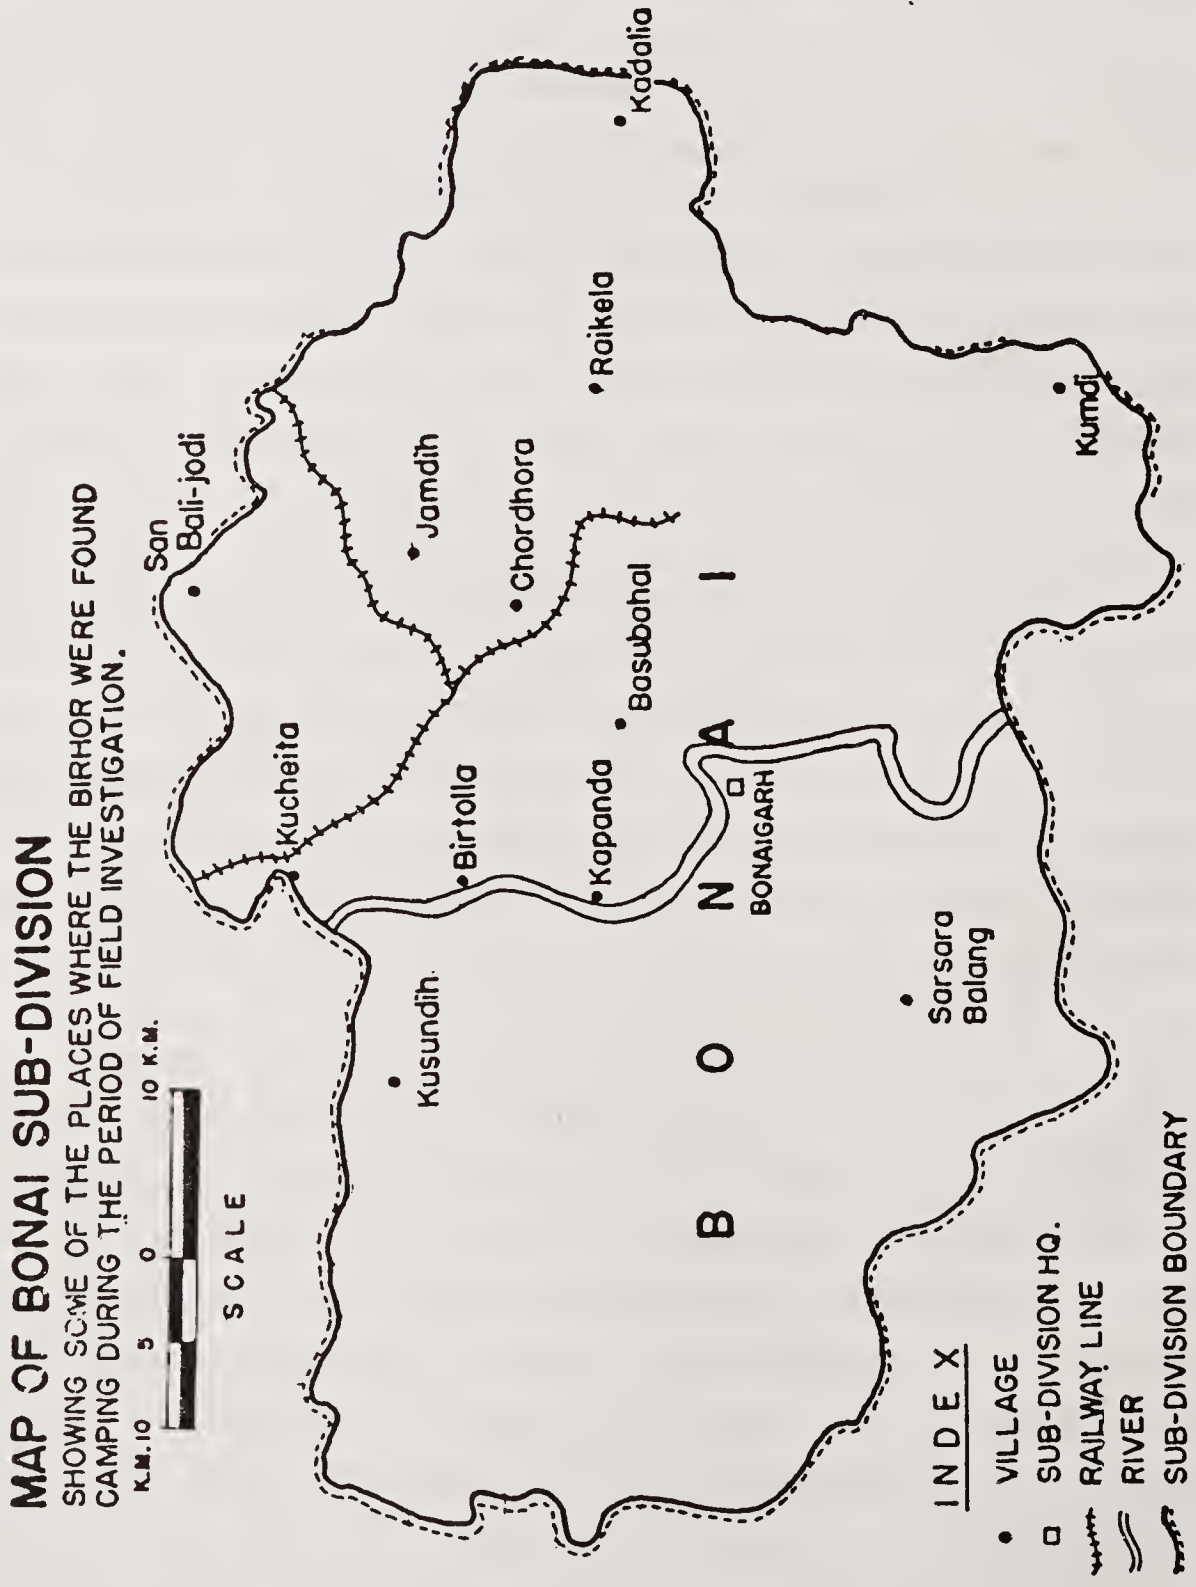 MAP OF BONAI SUB-DIVISION
SHOWING SOME OF THE PLACES WHERE THE BIRHOR WERE FOUND
CAMPING DURING THE PERIOD OF FIELD INVESTIGATION.
K.M.10 5 0 10 K.M.
SCALE
San
Bali-jodi
Kucheita
Kusundih
Jamdih
Birtolla
Chordhora
Kapanda
Basubahal
Raikela
Kadalia
BONAI
BONAIGARH
Sarsara
Balang
Kumdi
INDEX
VILLAGE
SUB-DIVISION HQ.
RAILWAY LINE
RIVER
SUB-DIVISION BOUNDARY